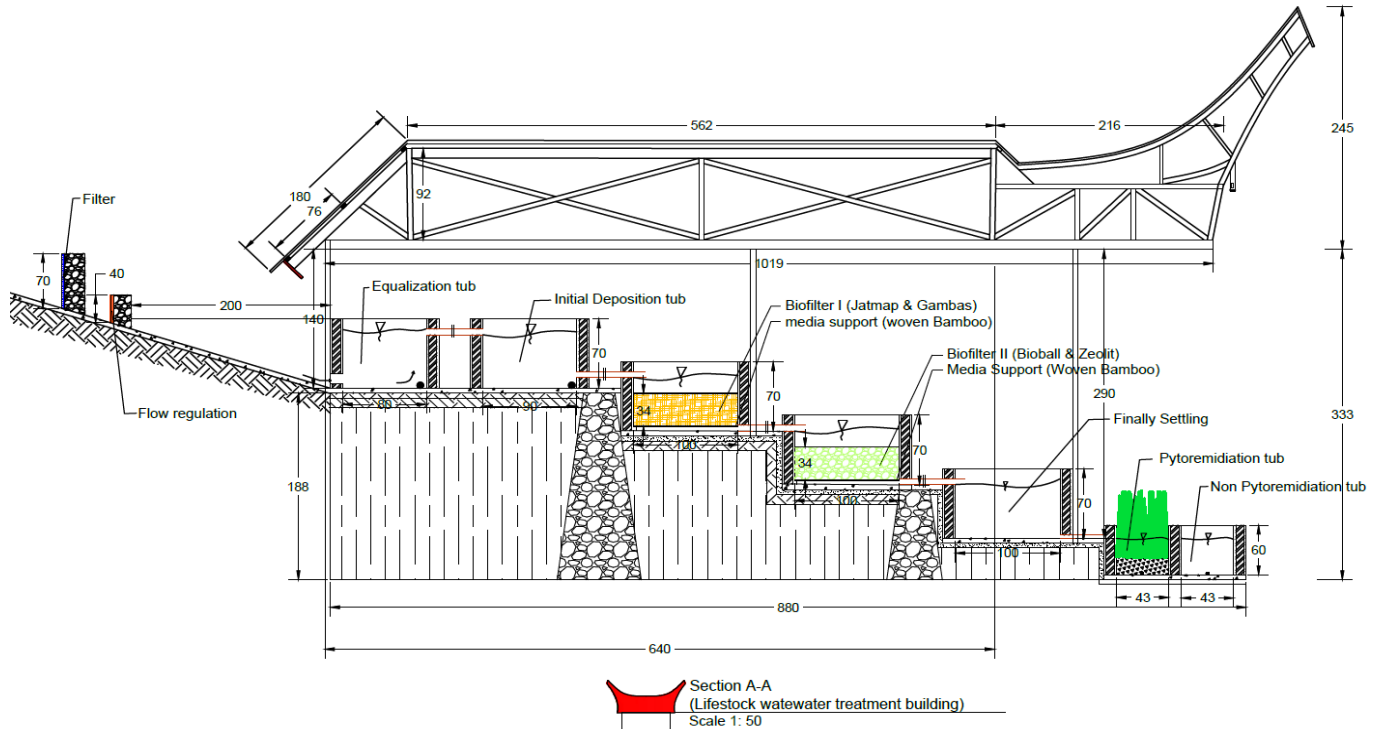 562
216
245
180
76
92
Filter
1019
70
40
200
140
Equalization tub
Initial Deposition tub
Biofilter I (Jatmap & Gambas)
media support (woven Bamboo)
70
Biofilter II (Bioball & Zeolit)
Media Support (Woven Bamboo)
70
290
333
Flow regulation
80
90
34
Finally Settling
100
34
70
Pytoremidiation tub
188
70
Non Pytoremidiation tub
100
100
60
43
43
880
640
Section A-A
(Lifestock watewater treatment building)
Scale 1: 50